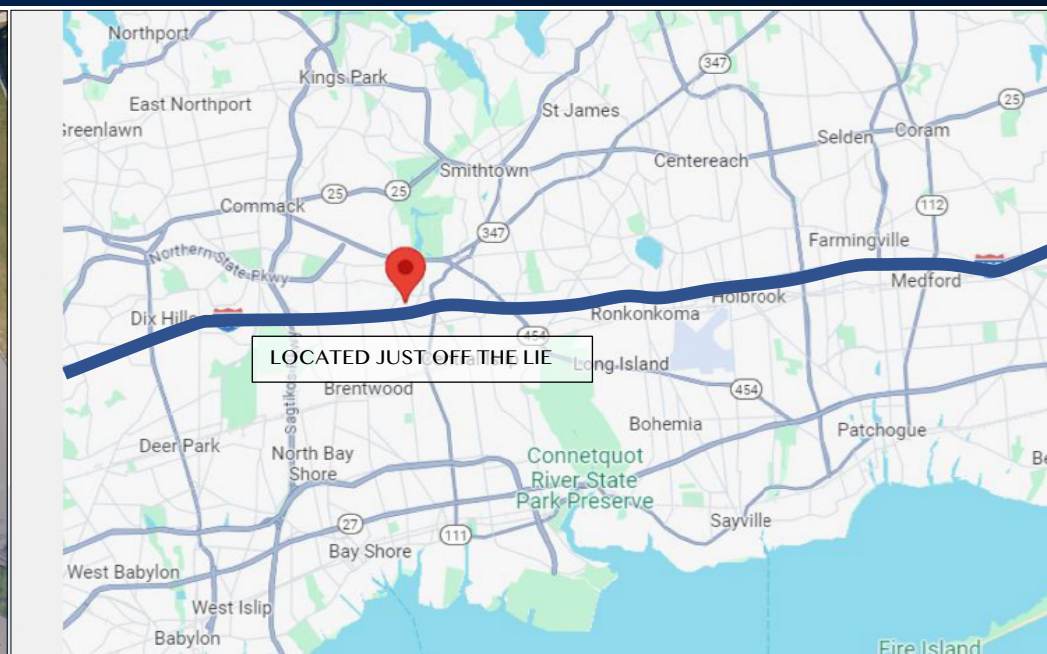 Northport
Kings Park
347
East Northport
25
St James
Greenlawn
Selden
Coram
Centereach
Smithtown
25
25
Commack
112
347
Farmingville
Northern State Pkwy
Medford
Holbrook
Dix Hills
Ronkonkoma
454
LOCATED JUST OFF THE LIE
Long Island
Brentwood
454
Sagtikos
Bohemia
Patchogue
Deer Park
North Bay
Shore
Connetquot
River State
Park Preserve
Be
Sayville
27
111
Bay Shore
West Babylon
West Islip
Babylon
Fire Island